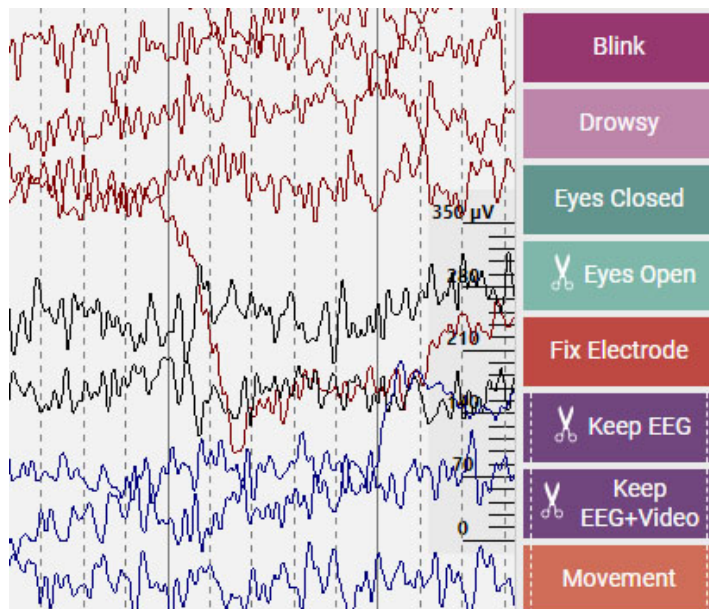 Blink
Drowsy
Eyes Closed
350 µV
Eyes Open
280
210
Fix Electrode
140
Keep EEG
70
Keep
EEG+Video
0
Movement